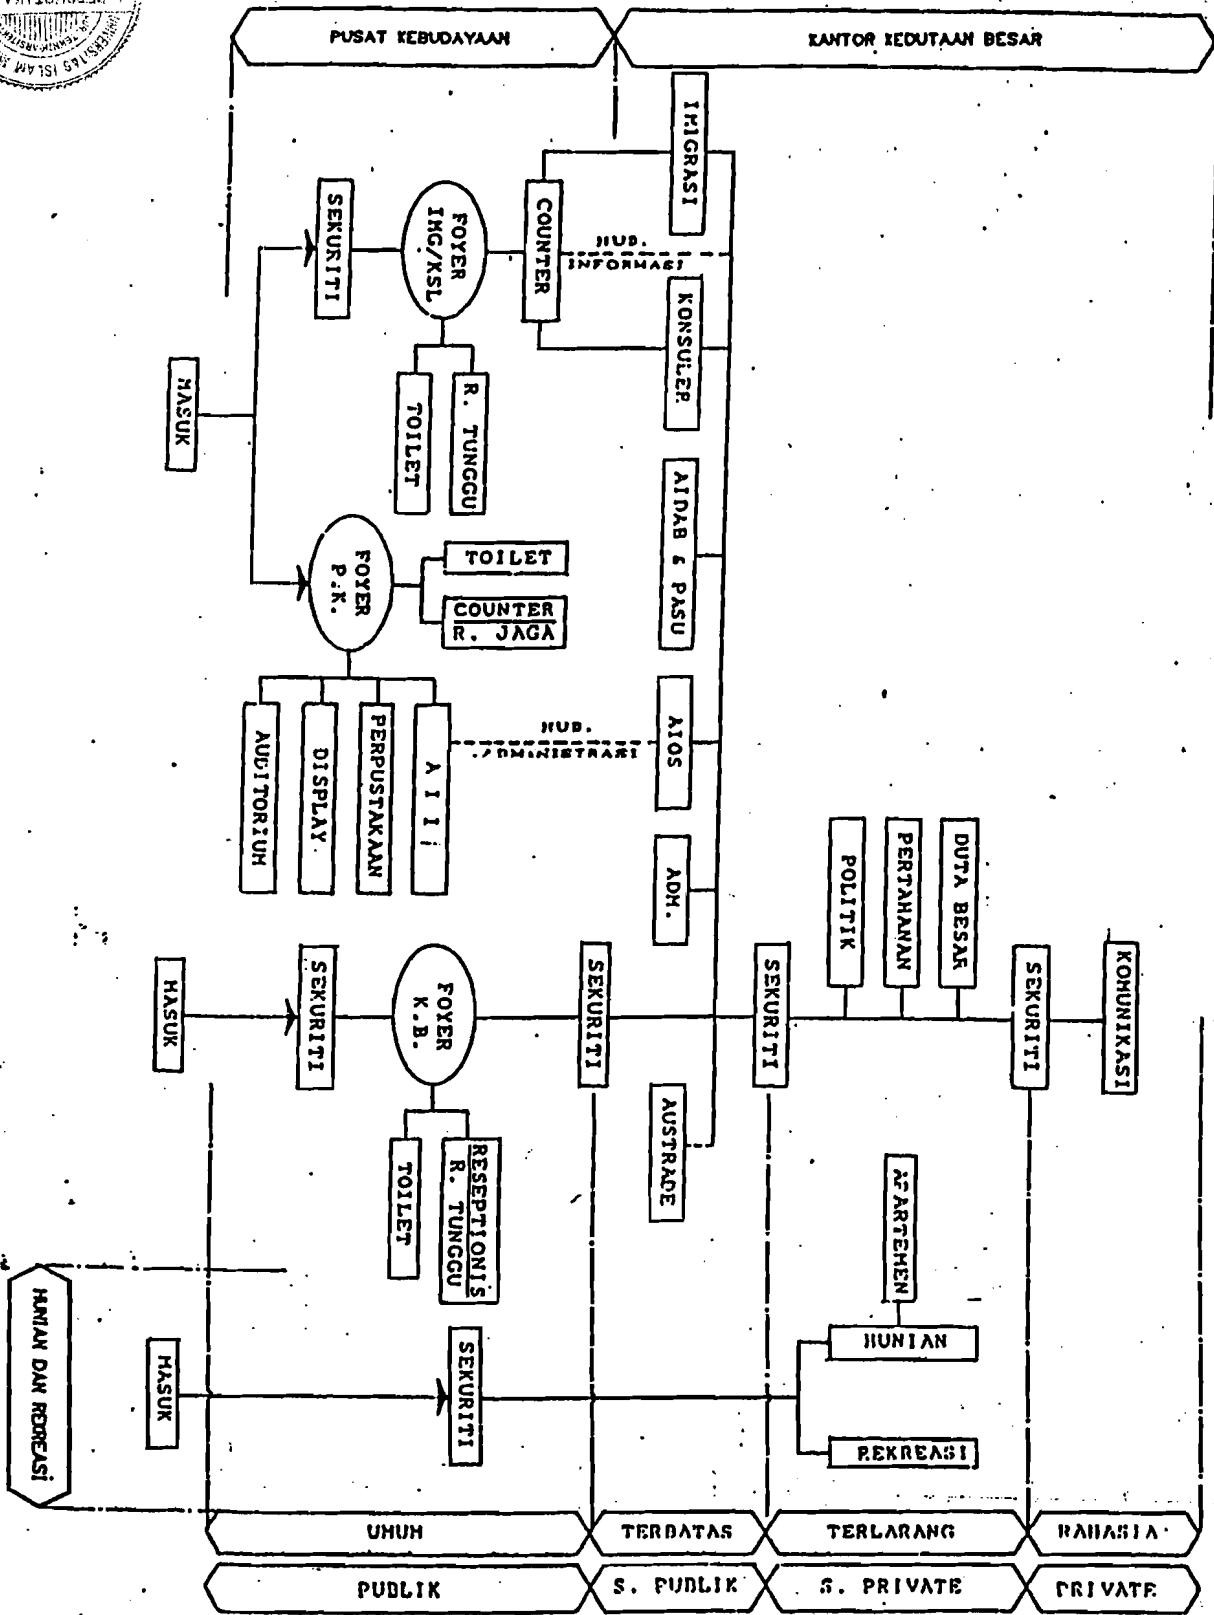 PUSAT KEBUDAYAAN
KANTOR KEDUTAAN BESAR
IMIGRASI
SEKURITI
FOYER
IMG/KSL
COUNTER
HUB.
INFORMASI
KONSULER
MASUK
TOILET
R. TUNGGU
AIDAB & PASU
FOYER
P.K.
TOILET
COUNTER
R. JAGA
AUDITORIUM
DISPLAY
PERPUSTAKAAN
HUB.
ADMINISTRASI
AIOS
ADM.
POLITIK
PERTAHANAN
DUTA BESAR
MASUK
SEKURITI
FOYER
K.B.
SEKURITI
SEKURITI
SEKURITI
KOMUNIKASI
TOILET
RESEPTIONIS
R. TUNGGU
AUSTRADE
APARTEMEN
HUNIAN
MASUK
SEKURITI
REKREASI
HUNIAN DAN REKREASI
UMUM
TERBATAS
TERLARANG
RAHASIA
PUBLIK
S. PUBLIK
S. PRIVATE
PRIVATE
UNIVERSITAS ISLAM